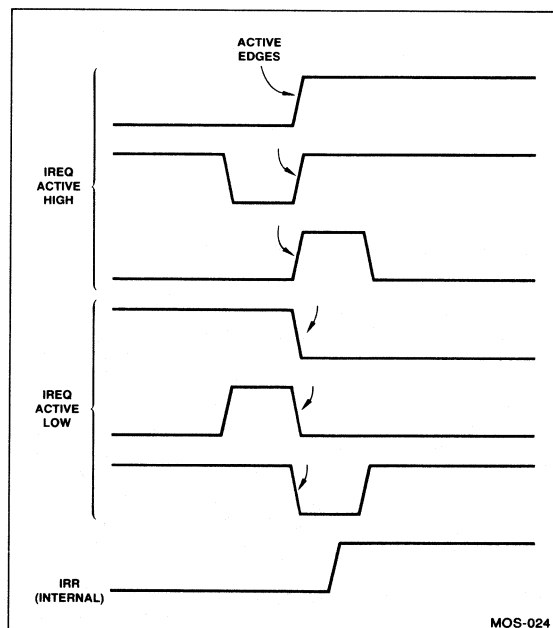 ACTIVE
EDGES
IREQ
ACTIVE
HIGH
IREQ
ACTIVE
LOW
IRR
(INTERNAL)
MOS-024